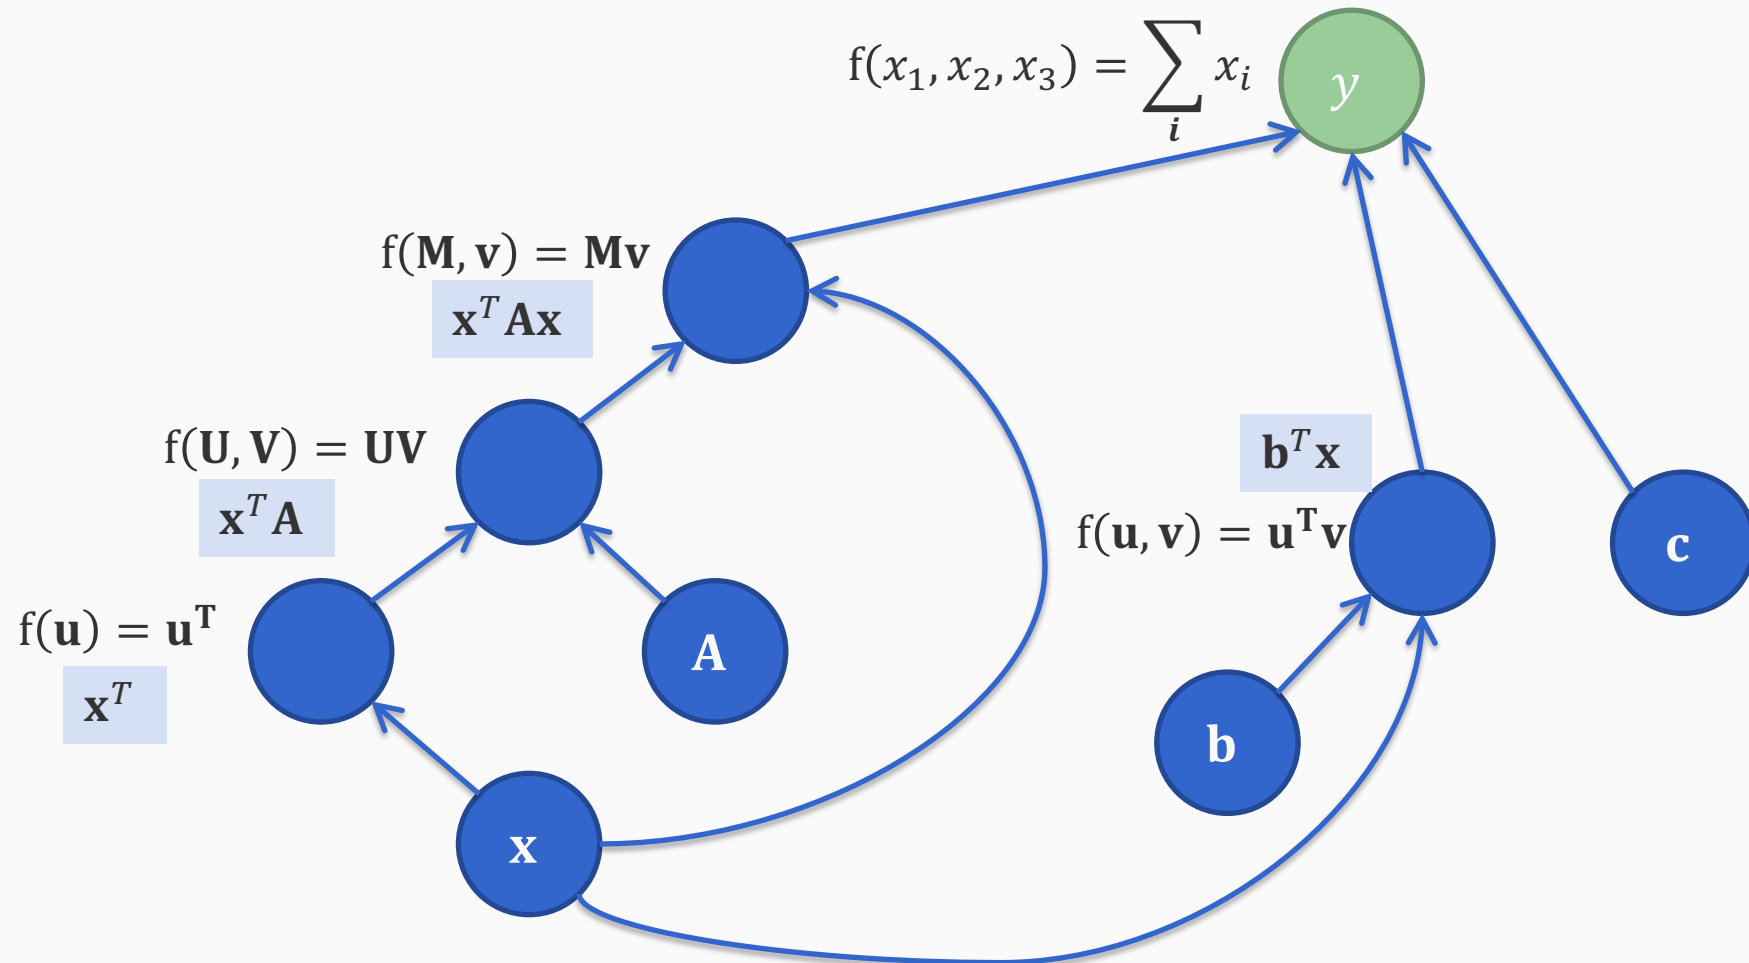 f(x₁, x₂, x₃) = ∑ᵢ xᵢ
y
f(M, v) = Mv
xᵀAx
f(U, V) = UV
xᵀA
bᵀx
f(u, v) = uᵀv
c
f(u) = uᵀ
A
xᵀ
b
x